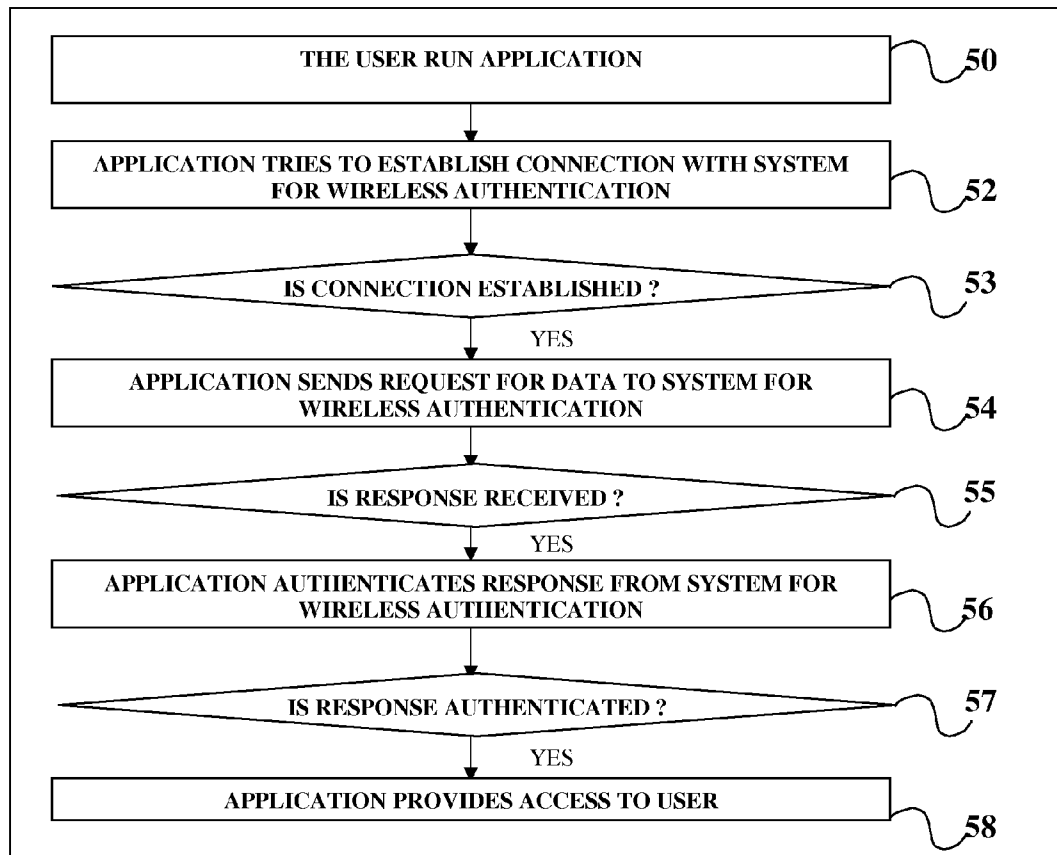 THE USER RUN APPLICATION
50
APPLICATION TRIES TO ESTABLISH CONNECTION WITH SYSTEM
FOR WIRELESS AUTHENTICATION
52
IS CONNECTION ESTABLISHED ?
53
YES
APPLICATION SENDS REQUEST FOR DATA TO SYSTEM FOR
WIRELESS AUTHENTICATION
54
IS RESPONSE RECEIVED ?
55
YES
APPLICATION AUTHENTICATES RESPONSE FROM SYSTEM FOR
WIRELESS AUTHENTICATION
56
IS RESPONSE AUTHENTICATED ?
57
YES
APPLICATION PROVIDES ACCESS TO USER
58